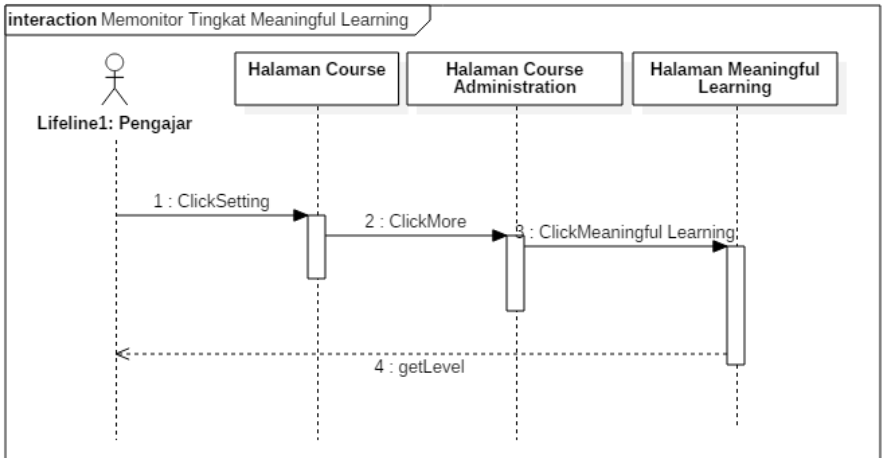 interaction Memonitor Tingkat Meaningful Learning
Halaman Course
Halaman Course
Administration
Halaman Meaningful
Learning
Lifeline1: Pengajar
1 : ClickSetting
2 : ClickMore
3 : ClickMeaningful Learning
4 : getLevel